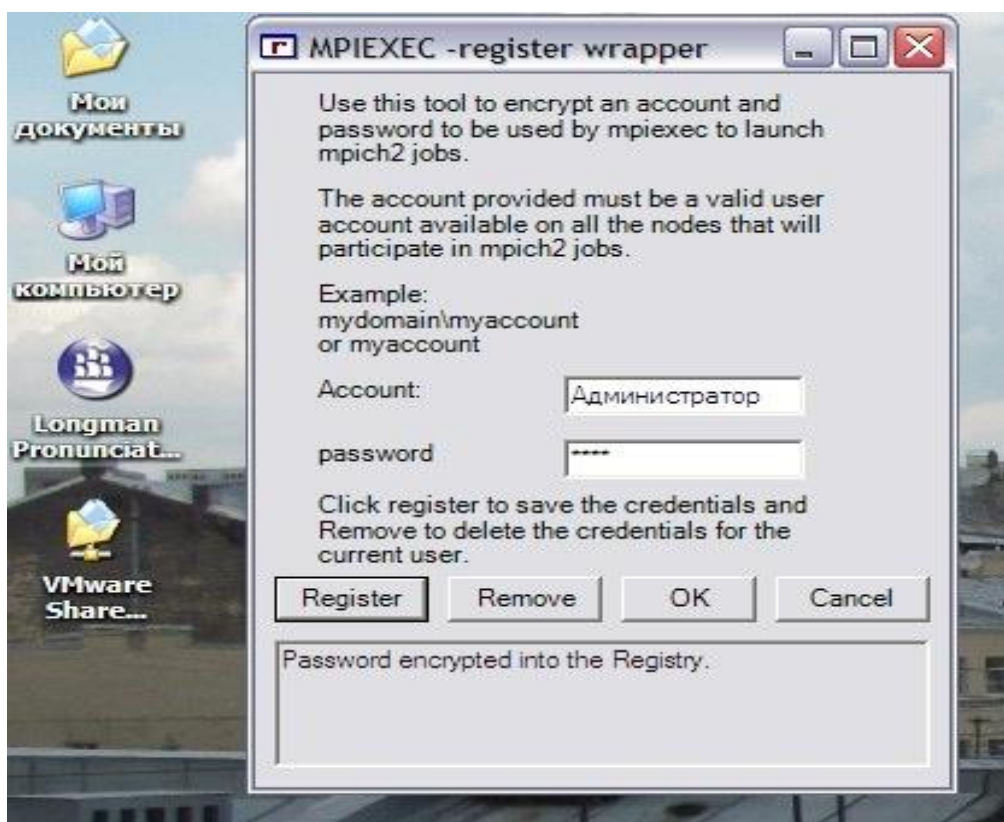 Мои
документы
Мой
компьютер
Longman
Pronunciat...
VMware
Share...
MPIEXEC -register wrapper
Use this tool to encrypt an account and
password to be used by mpiexec to launch
mpich2 jobs.
The account provided must be a valid user
account available on all the nodes that will
participate in mpich2 jobs.
Example:
mydomain\myaccount
or myaccount
Account:
Администратор
password
****
Click register to save the credentials and
Remove to delete the credentials for the
current user.
Register Remove OK Cancel
Password encrypted into the Registry.